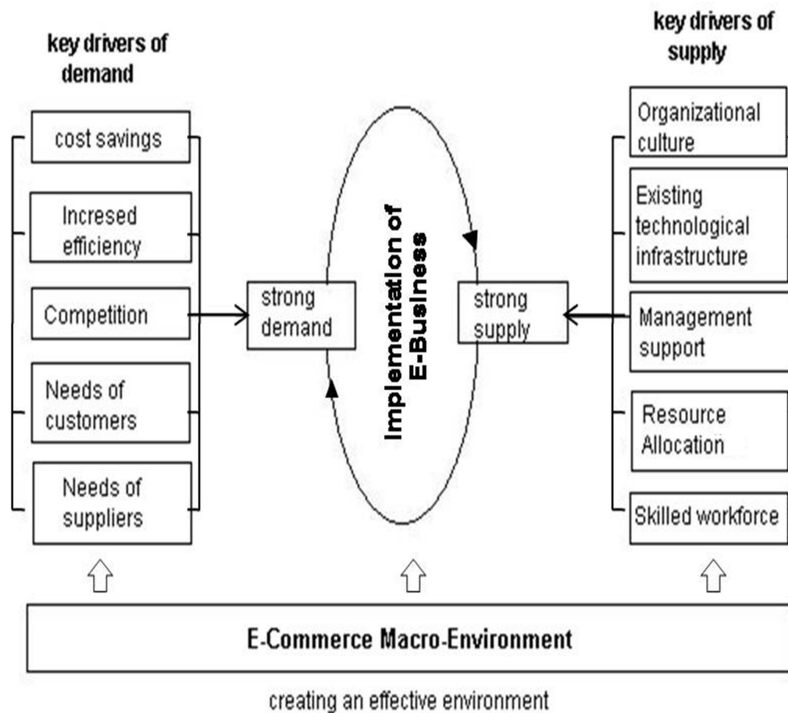 key drivers of
demand
cost savings
Incresed
efficiency
Competition
Needs of
customers
Needs of
suppliers
strong
demand
Implementation of
E-Business
strong
supply
key drivers of
supply
Organizational
culture
Existing
technological
infrastructure
Management
support
Resource
Allocation
Skilled workforce
E-Commerce Macro-Environment
creating an effective environment